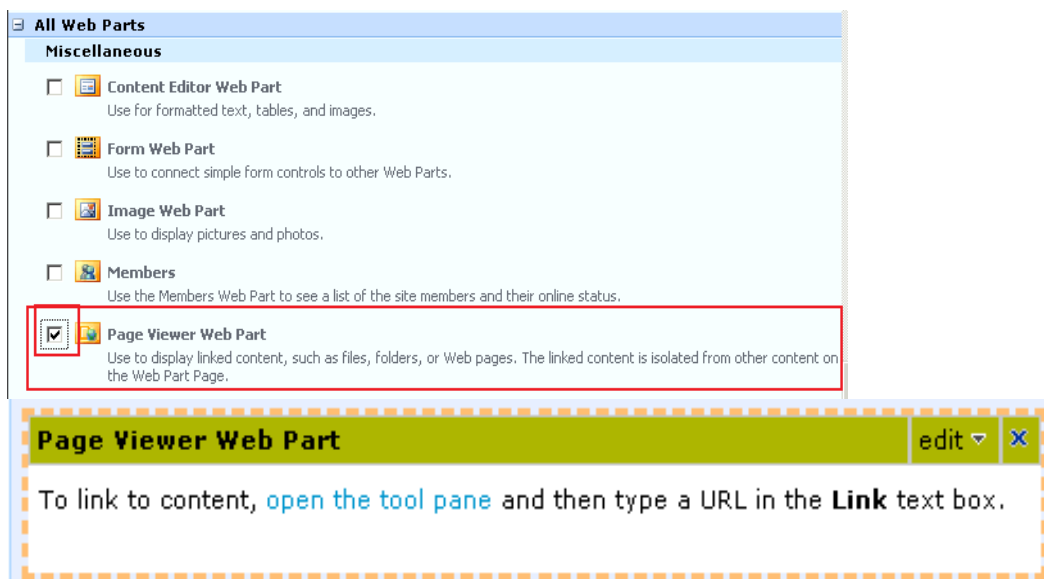 All Web Parts
Miscellaneous
Content Editor Web Part
Use for formatted text, tables, and images.
Form Web Part
Use to connect simple form controls to other Web Parts.
Image Web Part
Use to display pictures and photos.
Members
Use the Members Web Part to see a list of the site members and their online status.
Page Viewer Web Part
Use to display linked content, such as files, folders, or Web pages. The linked content is isolated from other content on
the Web Part Page.
Page Viewer Web Part edit
To link to content, open the tool pane and then type a URL in the Link text box.